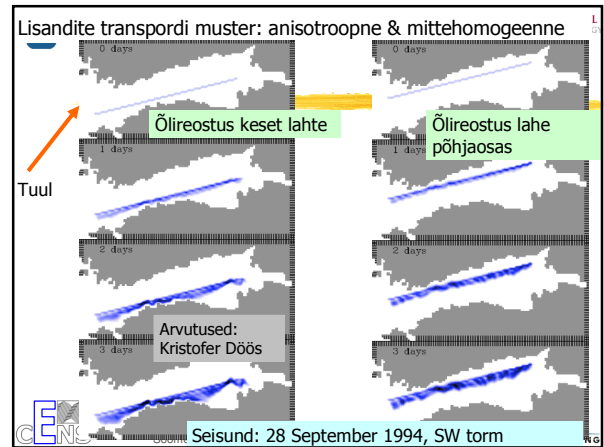 Lisandite transpordi muster: anisotroopne & mittehomogeenne
0 days
0 days
Õlireostus keset lahte
Õlireostus lahe
põhjaosas
Tuul
1 days
1 days
2 days
2 days
Arvutused:
Kristofer Döös
3 days
3 days
CENS
Seisund: 28 September 1994, SW torm